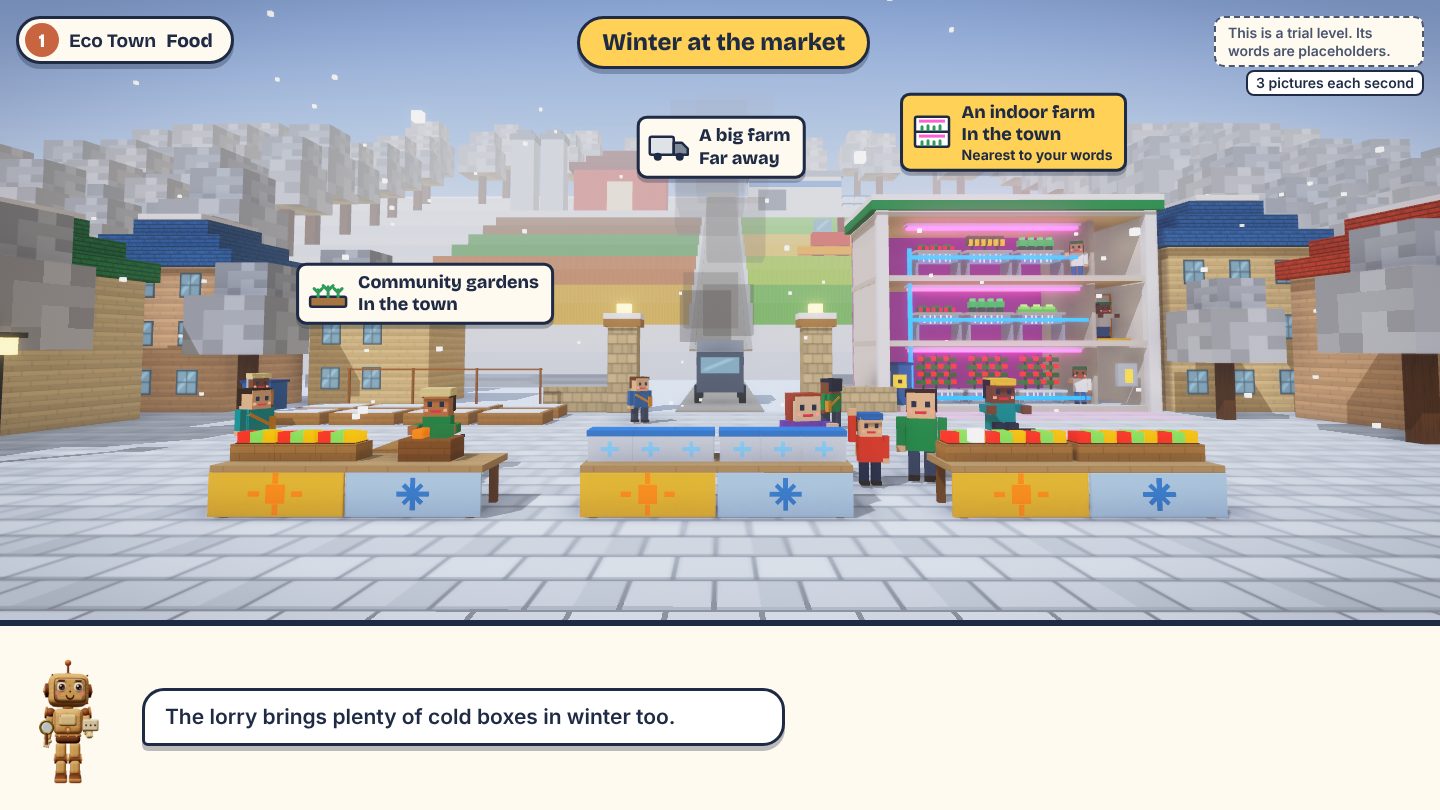 1 Eco Town Food
Winter at the market
This is a trial level. Its
words are placeholders.
3 pictures each second
A big farm
Far away
An indoor farm
In the town
Nearest to your words
Community gardens
In the town
The lorry brings plenty of cold boxes in winter too.